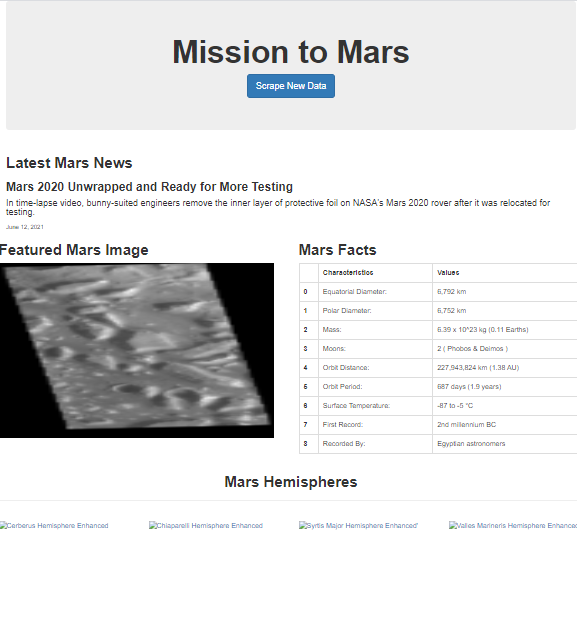 Mission to Mars
Scrape New Data
Latest Mars News
Mars 2020 Unwrapped and Ready for More Testing
In time-lapse video, bunny-suited engineers remove the inner layer of protective foil on NASA's Mars 2020 rover after it was relocated for
testing.
June 12, 2021
Featured Mars Image
Mars Facts
Characteristics Values
0 Equatorial Diameter: 6,792 km
1 Polar Diameter: 6,752 km
2 Mass: 6.39 x 10^23 kg (0.11 Earths)
3 Moons: 2 ( Phobos & Deimos )
4 Orbit Distance: 227,943,824 km (1.38 AU)
5 Orbit Period: 687 days (1.9 years)
6 Surface Temperature: -87 to -5 °C
7 First Record: 2nd millennium BC
8 Recorded By: Egyptian astronomers
Mars Hemispheres
Cerberus Hemisphere Enhanced Chiaparelli Hemisphere Enhanced Syrtis Major Hemisphere Enhanced' Valles Marineris Hemisphere Enhanced